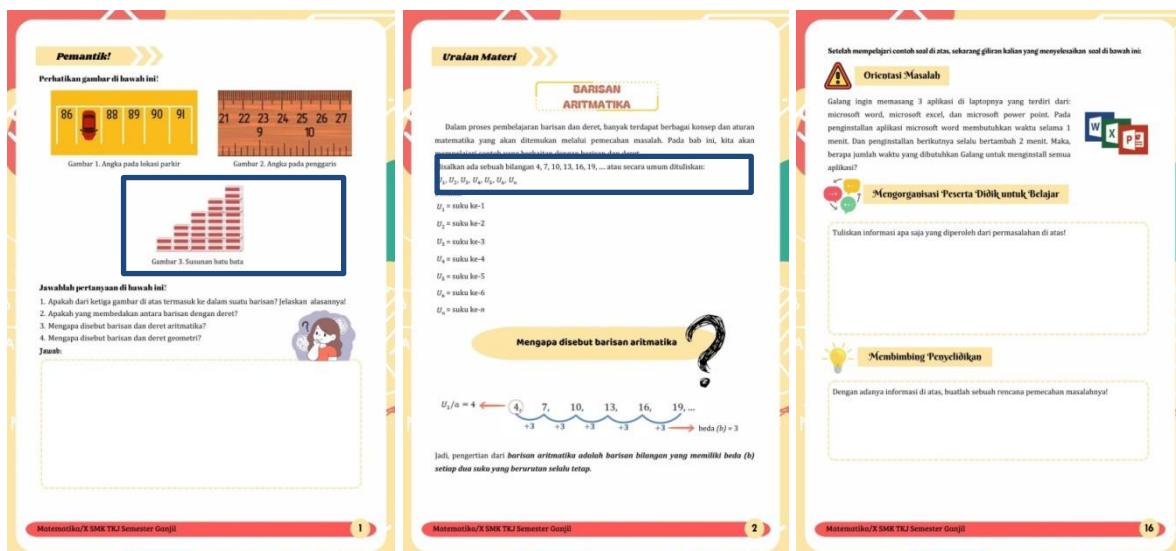 Pemantik!
Perhatikan gambar di bawah ini!
86 88 89 90 91
21 22 23 24 25 26 27
9 10
Gambar 1. Angka pada lokasi parkir
Gambar 2. Angka pada penggaris
Gambar 3. Susunan batu bata
Jawablah pertanyaan di bawah ini!
1. Apakah dari ketiga gambar di atas termasuk ke dalam suatu barisan? Jelaskan alasannya!
2. Apakah yang membedakan antara barisan dengan deret?
3. Mengapa disebut barisan dan deret aritmatika?
4. Mengapa disebut barisan dan deret geometri?
Jawab:
Matematika/X SMK TKJ Semester Ganjil
1
Uraian Materi
BARISAN
ARITMATIKA
Dalam proses pembelajaran barisan dan deret, banyak terdapat berbagai konsep dan aturan
matematika yang akan ditemukan melalui pemecahan masalah. Pada bab ini, kita akan
mempelajari contoh yang berkaitan dengan barisan dan deret.
Misalkan ada sebuah bilangan 4, 7, 10, 13, 16, 19, ... atau secara umum dituliskan:
U₁, U₂, U₃, U₄, U₅, U₆, Uₙ
U₁ = suku ke-1
U₂ = suku ke-2
U₃ = suku ke-3
U₄ = suku ke-4
U₅ = suku ke-5
U₆ = suku ke-6
Uₙ = suku ke-n
Mengapa disebut barisan aritmatika
?
U₁/a = 4 4, 7, 10, 13, 16, 19, ...
+3 +3 +3 +3 +3 beda (b) = 3
Jadi, pengertian dari barisan aritmatika adalah barisan bilangan yang memiliki beda (b)
setiap dua suku yang berurutan selalu tetap.
Matematika/X SMK TKJ Semester Ganjil
2
Setelah mempelajari contoh soal di atas, sekarang giliran kalian yang menyelesaikan soal di bawah ini:
Orientasi Masalah
Galang ingin memasang 3 aplikasi di laptopnya yang terdiri dari:
microsoft word, microsoft excel, dan microsoft power point. Pada
penginstallan aplikasi microsoft word membutuhkan waktu selama 1
menit. Dan penginstallan berikutnya selalu bertambah 2 menit. Maka,
berapa jumlah waktu yang dibutuhkan Galang untuk menginstall semua
aplikasi?
W X P
Mengorganisasi Peserta Didik untuk Belajar
Tuliskan informasi apa saja yang diperoleh dari permasalahan di atas!
Membimbing Penyelidikan
Dengan adanya informasi di atas, buatlah sebuah rencana pemecahan masalahnya!
Matematika/X SMK TKJ Semester Ganjil
16